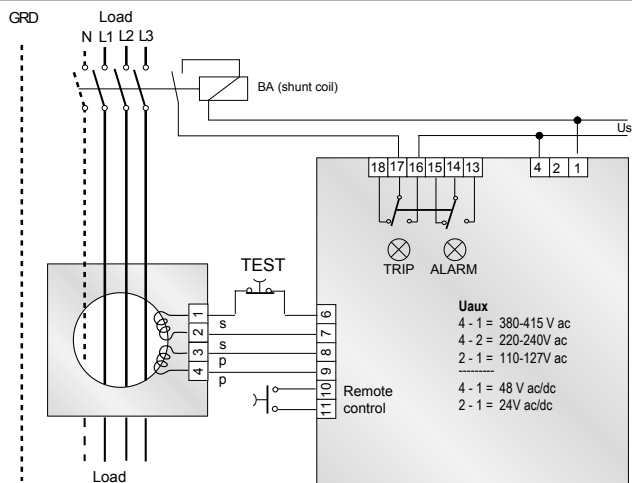 GRD
Load
N L1 L2 L3
BA (shunt coil)
Us
18 17 16 15 14 13
4 2 1
TRIP ALARM
TEST
1
2
3
4
s
s
p
p
6
7
8
9
10
11
Remote
control
Uaux
4 - 1 = 380-415 V ac
4 - 2 = 220-240V ac
2 - 1 = 110-127V ac
---------
4 - 1 = 48 V ac/dc
2 - 1 = 24V ac/dc
Load